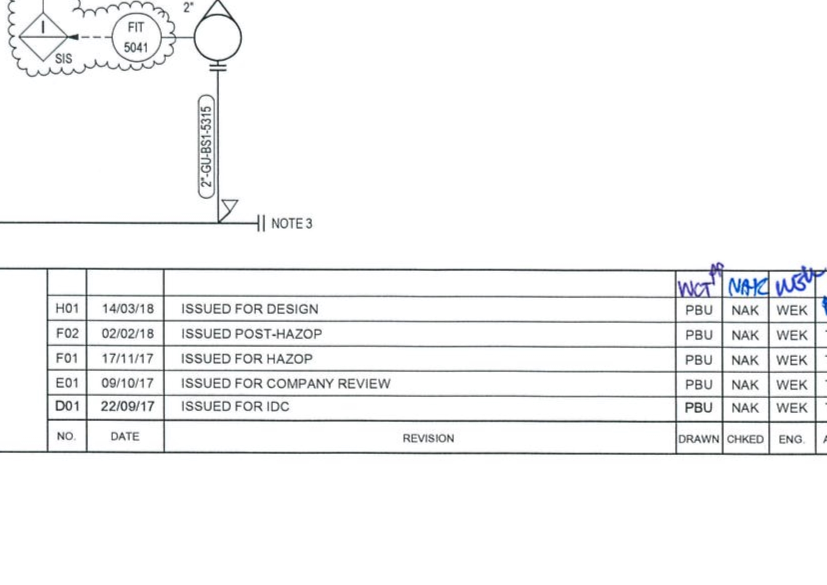 2"
I
FIT
5041
SIS
2"-GU-BS1-5315
NOTE 3
NAK
H01 14/03/18 ISSUED FOR DESIGN PBU NAK WEK
F02 02/02/18 ISSUED POST-HAZOP PBU NAK WEK
F01 17/11/17 ISSUED FOR HAZOP PBU NAK WEK
E01 09/10/17 ISSUED FOR COMPANY REVIEW PBU NAK WEK
D01 22/09/17 ISSUED FOR IDC PBU NAK WEK
NO. DATE REVISION DRAWN CHKED ENG.